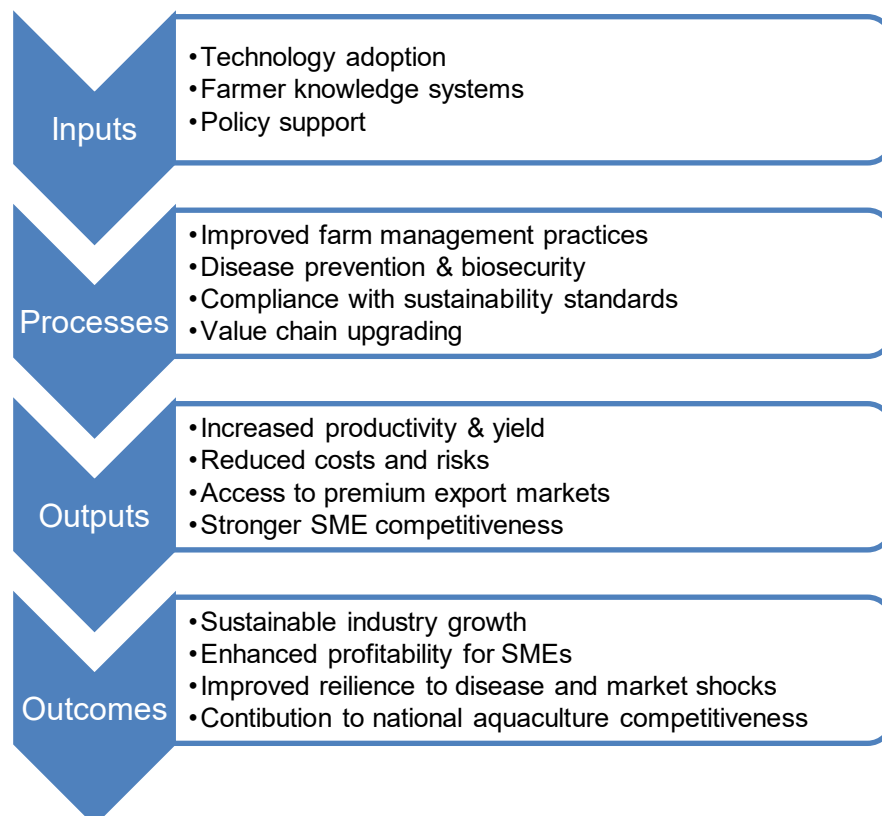 Inputs
•Technology adoption
•Farmer knowledge systems
•Policy support
Processes
•Improved farm management practices
•Disease prevention & biosecurity
•Compliance with sustainability standards
•Value chain upgrading
Outputs
•Increased productivity & yield
•Reduced costs and risks
•Access to premium export markets
•Stronger SME competitiveness
Outcomes
•Sustainable industry growth
•Enhanced profitability for SMEs
•Improved reilience to disease and market shocks
•Contibution to national aquaculture competitiveness